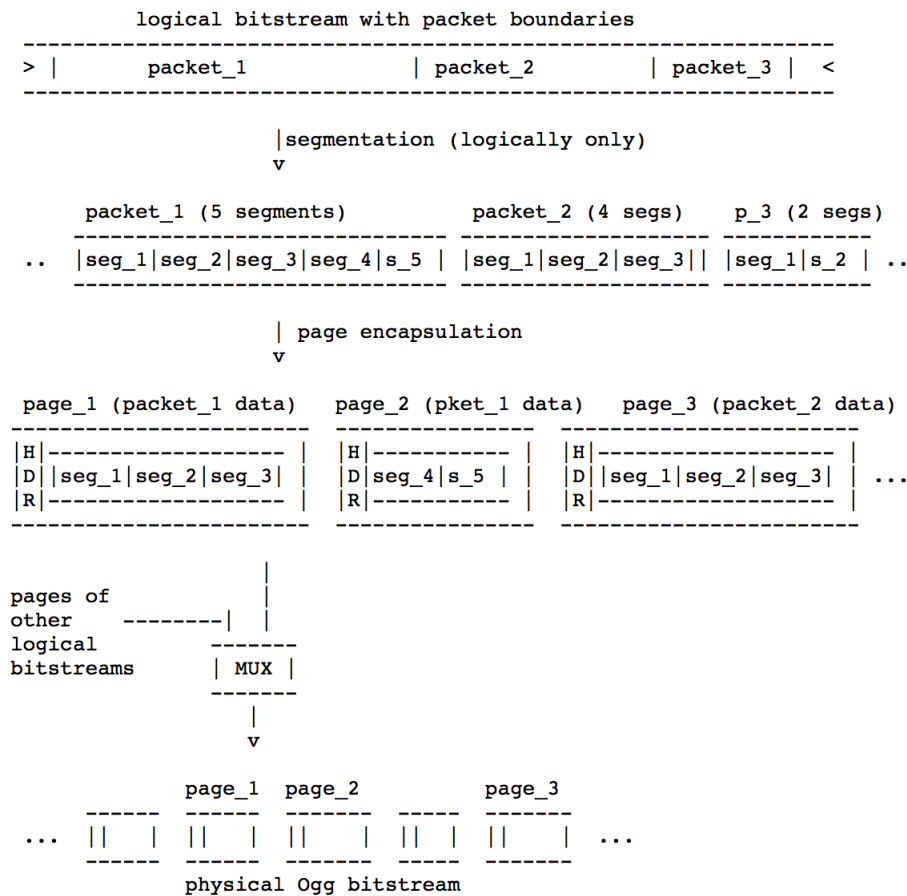 logical bitstream with packet boundaries
-----------------------------------------------------------------
> |       packet_1             | packet_2         | packet_3 |  <
-----------------------------------------------------------------
|segmentation (logically only)
v
packet_1 (5 segments)          packet_2 (4 segs)    p_3 (2 segs)
------------------------------ -------------------- ------------
..  |seg_1|seg_2|seg_3|seg_4|s_5 | |seg_1|seg_2|seg_3|| |seg_1|s_2 | ..
------------------------------ -------------------- ------------
| page encapsulation
v
page_1 (packet_1 data)   page_2 (pket_1 data)   page_3 (packet_2 data)
------------------------  ----------------  ------------------------
|H|------------------- |  |H|----------- |  |H|------------------- |
|D||seg_1|seg_2|seg_3| |  |D|seg_4|s_5 | |  |D||seg_1|seg_2|seg_3| | ...
|R|------------------- |  |R|----------- |  |R|------------------- |
------------------------  ----------------  ------------------------
|
pages of            |
other    --------|  |
logical         -------
bitstreams      | MUX |
-------
|
v
page_1  page_2          page_3
------  ------  -------  -----  -------
...  ||   |  ||   |  ||    |  ||  |  ||    |  ...
------  ------  -------  -----  -------
physical Ogg bitstream